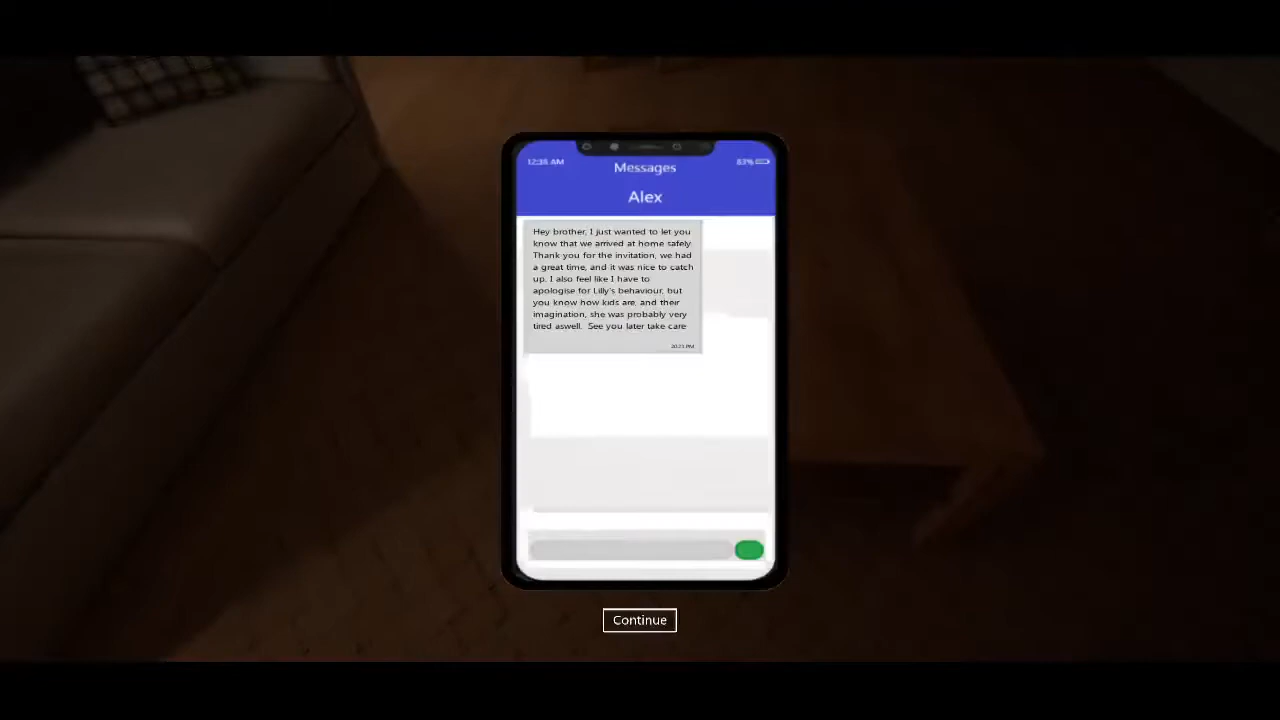 12:36 AM
83%
Messages
Alex
Hey brother, I just wanted to let you
know that we arrived at home safely.
Thank you for the invitation, we had
a great time, and it was nice to catch
up. I also feel like I have to
apologise for Lilly's behaviour, but
you know how kids are, and their
imagination, she was probably very
tired aswell. See you later take care
Continue